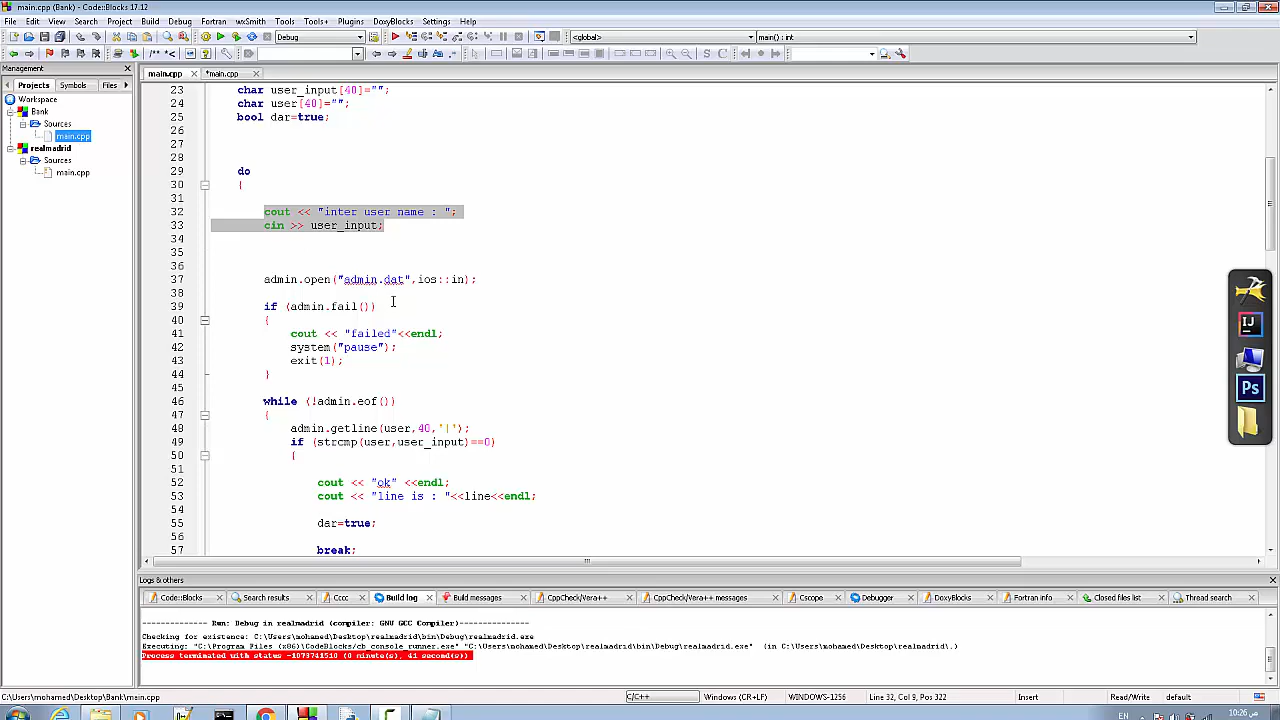 main.cpp (Bank) - Code::Blocks 17.12
File Edit View Search Project Build Debug Fortran wxSmith Tools Tools+ Plugins DoxyBlocks Settings Help
Debug <global> main() : int
/** *< Aa .* S C
Management main.cpp *main.cpp
Projects Symbols Files
Workspace
Bank
Sources
main.cpp
realmadrid
Sources
main.cpp
23 char user_input[40]="";
24 char user[40]="";
25 bool dar=true;
26
27
28
29 do
30 {
31
32 cout << "inter user name : ";
33 cin >> user_input;
34
35
36
37 admin.open("admin.dat",ios::in);
38
39 if (admin.fail())
40 {
41 cout << "failed"<<endl;
42 system("pause");
43 exit(1);
44 }
45
46 while (!admin.eof())
47 {
48 admin.getline(user,40,'|');
49 if (strcmp(user,user_input)==0)
50 {
51
52 cout << "ok" <<endl;
53 cout << "line is : "<<line<<endl;
54
55 dar=true;
56
57 break;
IJ
Ps
Logs & others
Code::Blocks Search results Cccc Build log Build messages CppCheck/Vera++ CppCheck/Vera++ messages Cscope Debugger DoxyBlocks Fortran info Closed files list Thread search
-------------- Run: Debug in realmadrid (compiler: GNU GCC Compiler)---------------
Checking for existence: C:\Users\mohamed\Desktop\realmadrid\bin\Debug\realmadrid.exe
Executing: "C:\Program Files (x86)\CodeBlocks/cb_console_runner.exe" "C:\Users\mohamed\Desktop\realmadrid\bin\Debug\realmadrid.exe" (in C:\Users\mohamed\Desktop\realmadrid\.)
Process terminated with status -1073741510 (0 minute(s), 41 second(s))
C:\Users\mohamed\Desktop\Bank\main.cpp C/C++ Windows (CR+LF) WINDOWS-1256 Line 32, Col 9, Pos 322 Insert Read/Write default
EN 10:26 ص